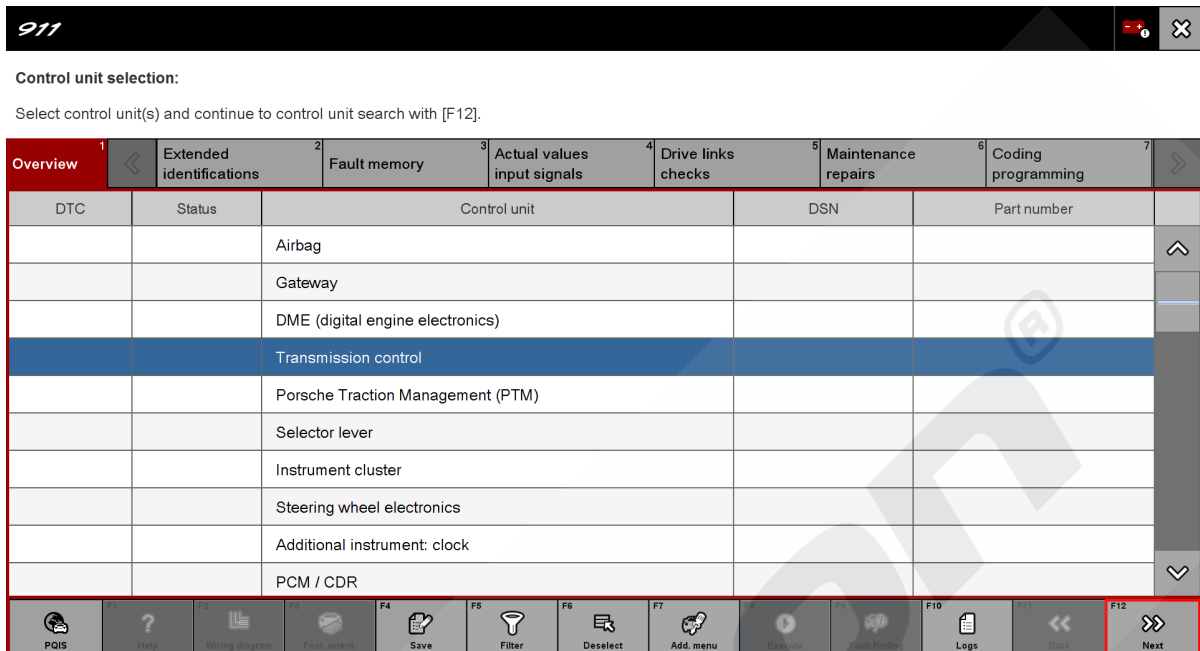 911
Control unit selection:
Select control unit(s) and continue to control unit search with [F12].
Overview 1
Extended identifications 2
Fault memory 3
Actual values input signals 4
Drive links checks 5
Maintenance repairs 6
Coding programming 7
DTC Status Control unit DSN Part number
Airbag
Gateway
DME (digital engine electronics)
Transmission control
Porsche Traction Management (PTM)
Selector lever
Instrument cluster
Steering wheel electronics
Additional instrument: clock
PCM / CDR
PQIS
F1 Help
F2 Wiring diagram
F3
F4 Save
F5 Filter
F6 Deselect
F7 Add. menu
F8 Execute
F9 Fault finding
F10 Logs
F11 Back
F12 Next
on®